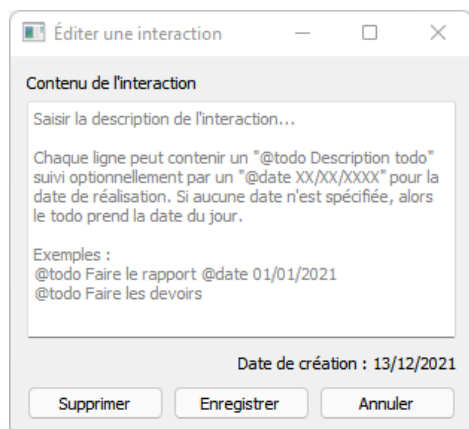 Éditer une interaction
Contenu de l'interaction
Saisir la description de l'interaction...
Chaque ligne peut contenir un "@todo Description todo"
suivi optionnellement par un "@date XX/XX/XXXX" pour la
date de réalisation. Si aucune date n'est spécifiée, alors
le todo prend la date du jour.
Exemples :
@todo Faire le rapport @date 01/01/2021
@todo Faire les devoirs
Date de création : 13/12/2021
Supprimer Enregistrer Annuler